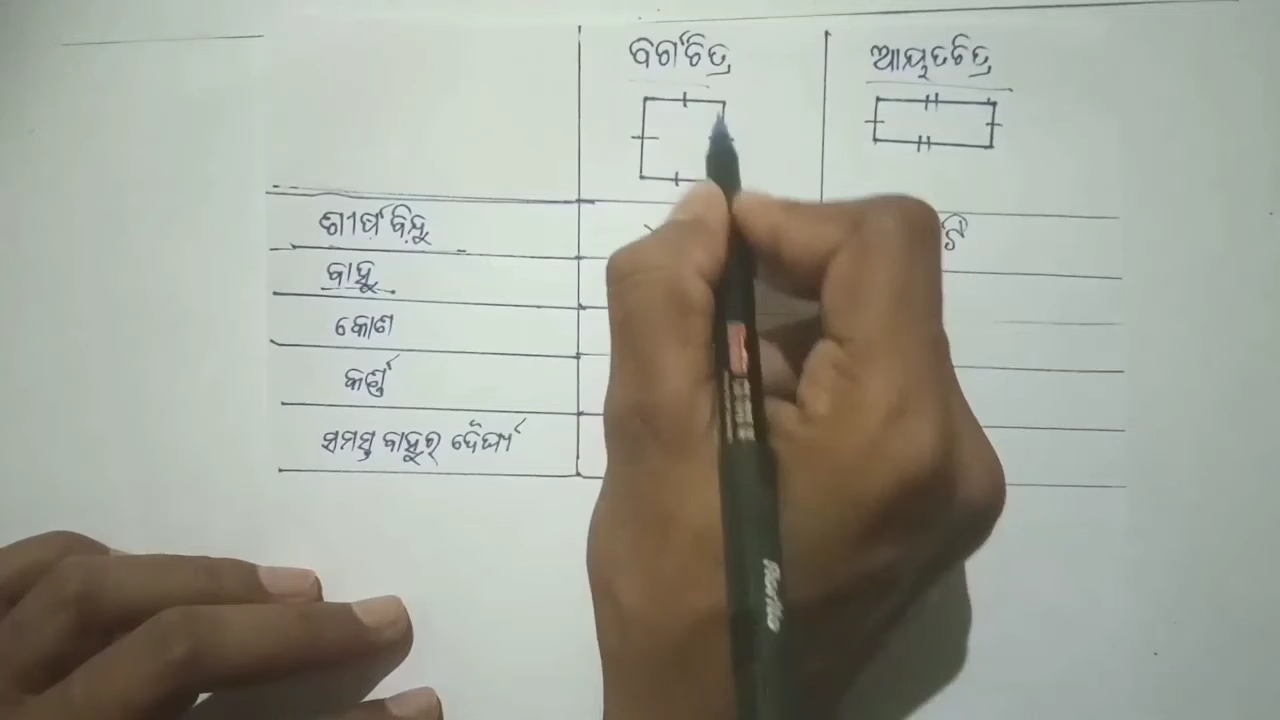 ବର୍ଗଚିତ୍ର ଆୟତଚିତ୍ର
ଶୀର୍ଷବିନ୍ଦୁ ଟି
ବାହୁ
କୋଣ
କର୍ଣ୍ଣ
ସମସ୍ତ ବାହୁର ଦୈର୍ଘ୍ୟ